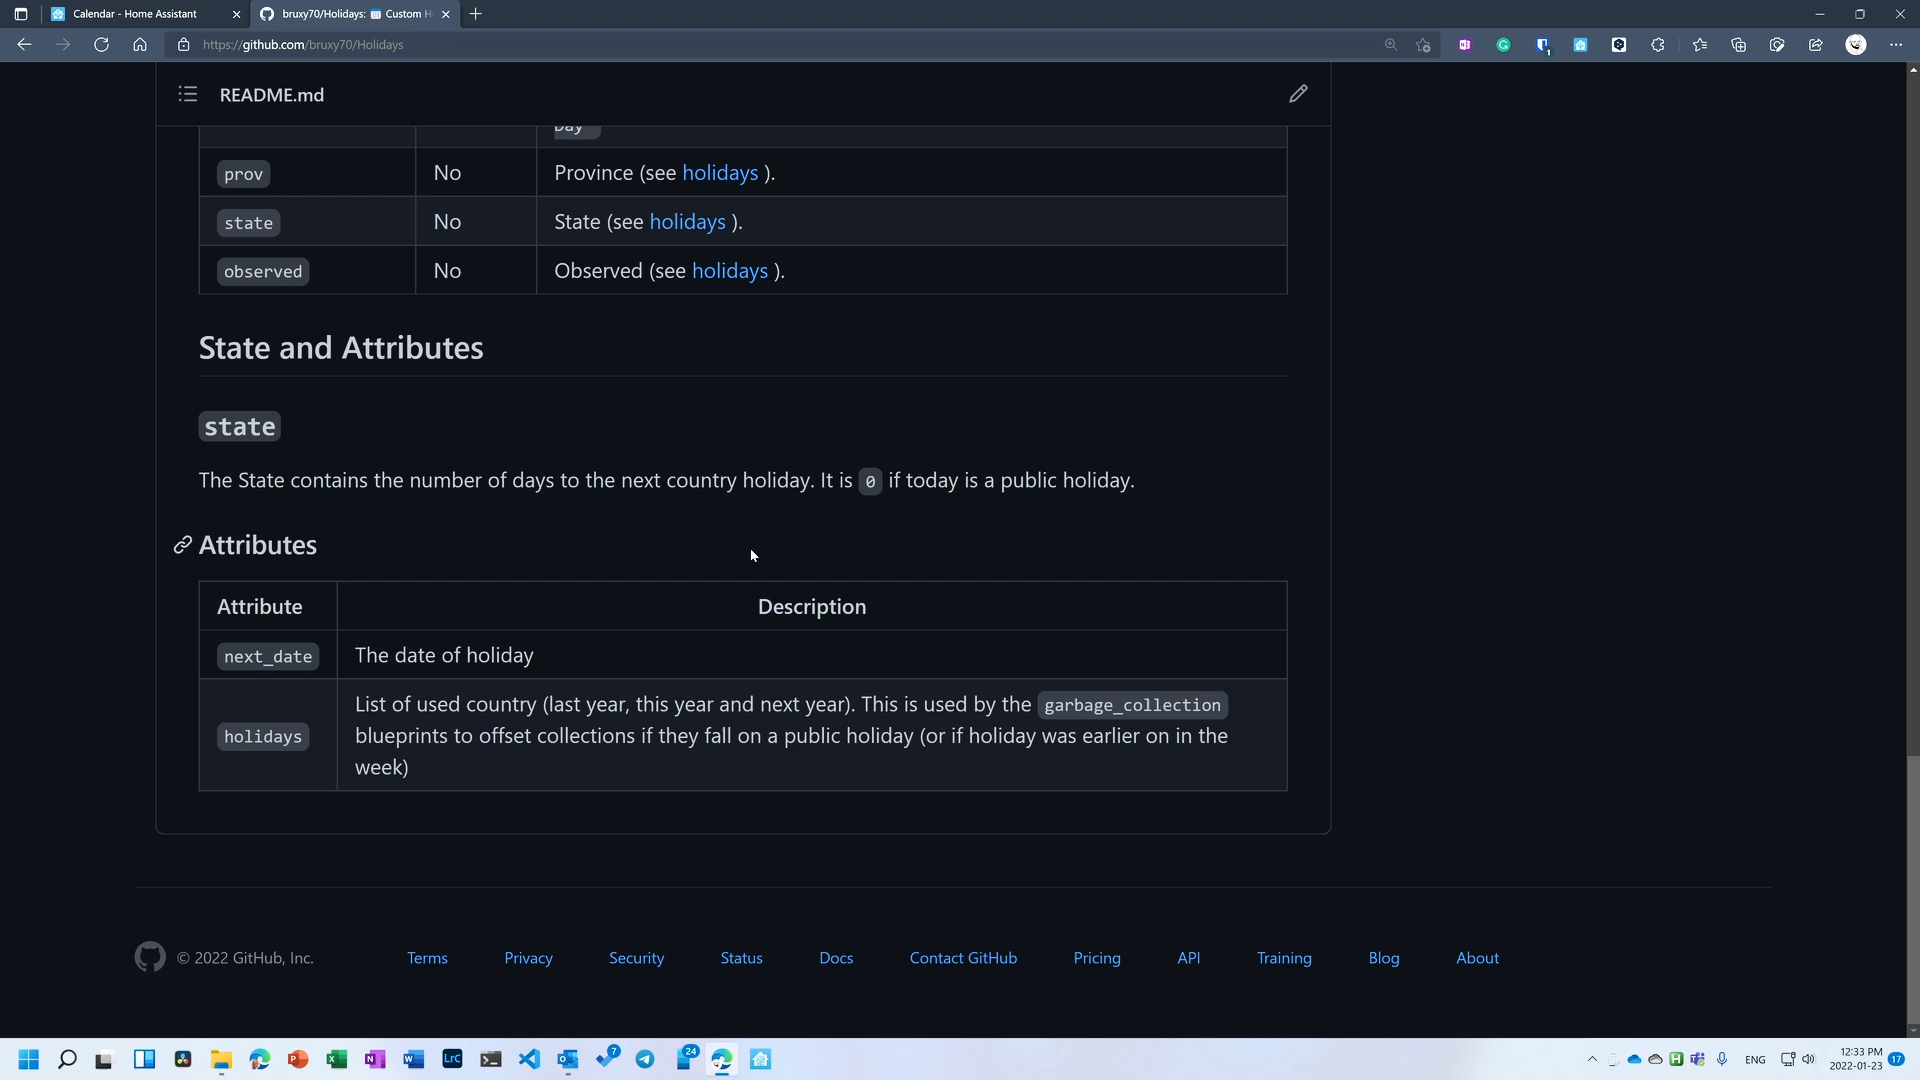 Calendar - Home Assistant
bruxy70/Holidays: Custom H
https://github.com/bruxy70/Holidays
1
README.md
Day
prov No Province (see holidays ).
state No State (see holidays ).
observed No Observed (see holidays ).
State and Attributes
state
The State contains the number of days to the next country holiday. It is 0 if today is a public holiday.
Attributes
Attribute Description
next_date The date of holiday
List of used country (last year, this year and next year). This is used by the garbage_collection
holidays blueprints to offset collections if they fall on a public holiday (or if holiday was earlier on in the
week)
© 2022 GitHub, Inc. Terms Privacy Security Status Docs Contact GitHub Pricing API Training Blog About
LrC
7
24
ENG
12:33 PM
2022-01-23
17